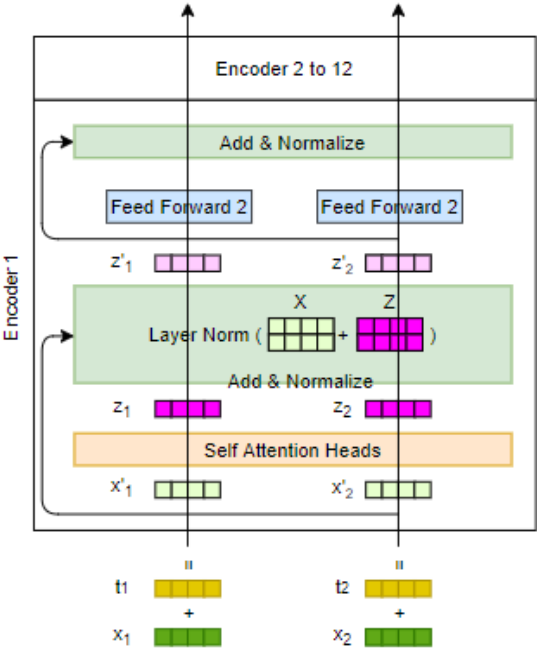 Encoder 2 to 12
Add & Normalize
Feed Forward 2 Feed Forward 2
z'1 z'2
X Z
Layer Norm ( + )
Add & Normalize
z1 z2
Self Attention Heads
x'1 x'2
Encoder 1
= =
t1 t2
+ +
x1 x2